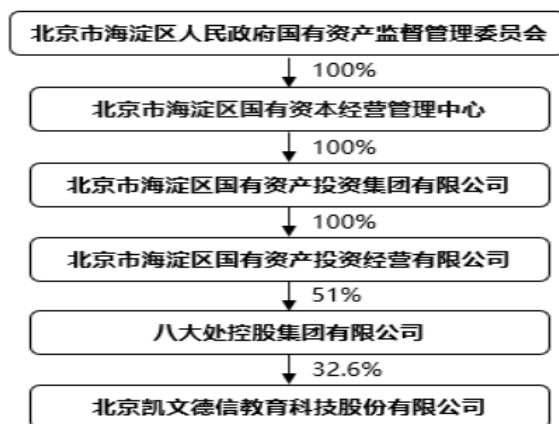 北京市海淀区人民政府国有资产监督管理委员会
100%
北京市海淀区国有资本经营管理中心
100%
北京市海淀区国有资产投资集团有限公司
100%
北京市海淀区国有资产投资经营有限公司
51%
八大处控股集团有限公司
32.6%
北京凯文德信教育科技股份有限公司